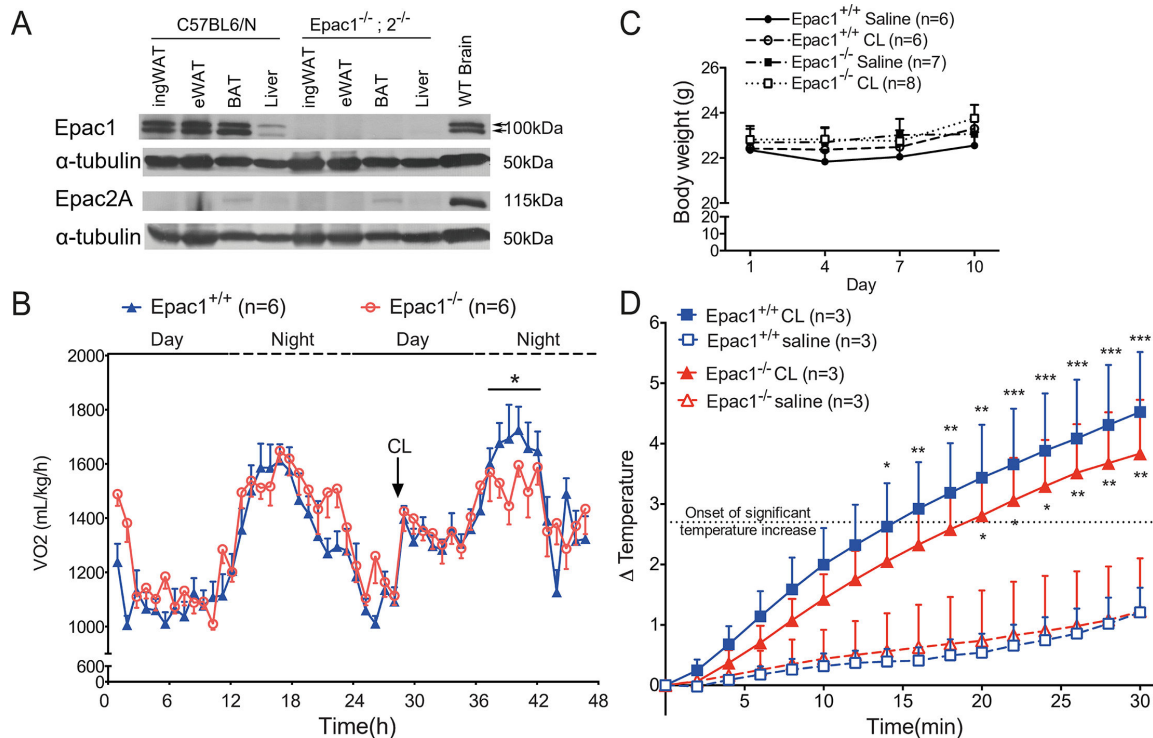 A
C57BL6/N
Epac1-/- ; 2-/-
ingWAT
eWAT
BAT
Liver
ingWAT
eWAT
BAT
Liver
WT Brain
Epac1
100kDa
α-tubulin
50kDa
Epac2A
115kDa
α-tubulin
50kDa
B
Epac1+/+ (n=6)
Epac1-/- (n=6)
Day
Night
Day
Night
VO2 (mL/kg/h)
2000
1800
1600
1400
1200
1000
600
0
CL
*
0
6
12
18
24
30
36
42
48
Time(h)
C
Epac1+/+ Saline (n=6)
Epac1+/+ CL (n=6)
Epac1-/- Saline (n=7)
Epac1-/- CL (n=8)
Body weight (g)
26
24
22
20
20
10
0
1
4
7
10
Day
D
Epac1+/+ CL (n=3)
Epac1+/+ saline (n=3)
Epac1-/- CL (n=3)
Epac1-/- saline (n=3)
Δ Temperature
6
5
4
3
2
1
0
Onset of significant
temperature increase
* ** ** ** *** *** *** *** ***
* * * ** ** **
5
10
15
20
25
30
Time(min)